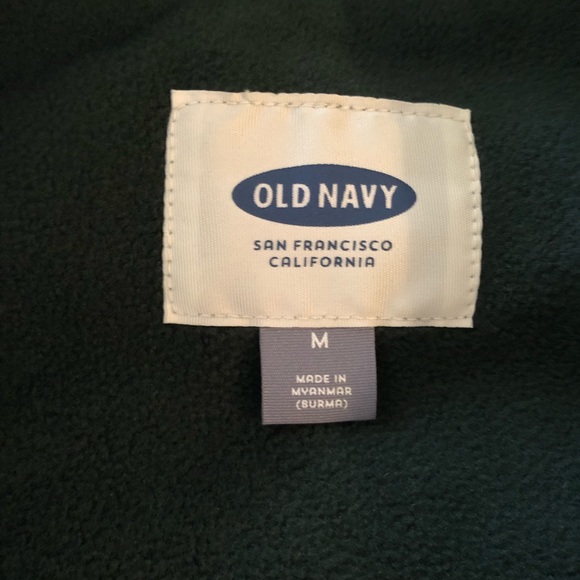 OLD NAVY
SAN FRANCISCO
CALIFORNIA
M
MADE IN
MYANMAR
(BURMA)